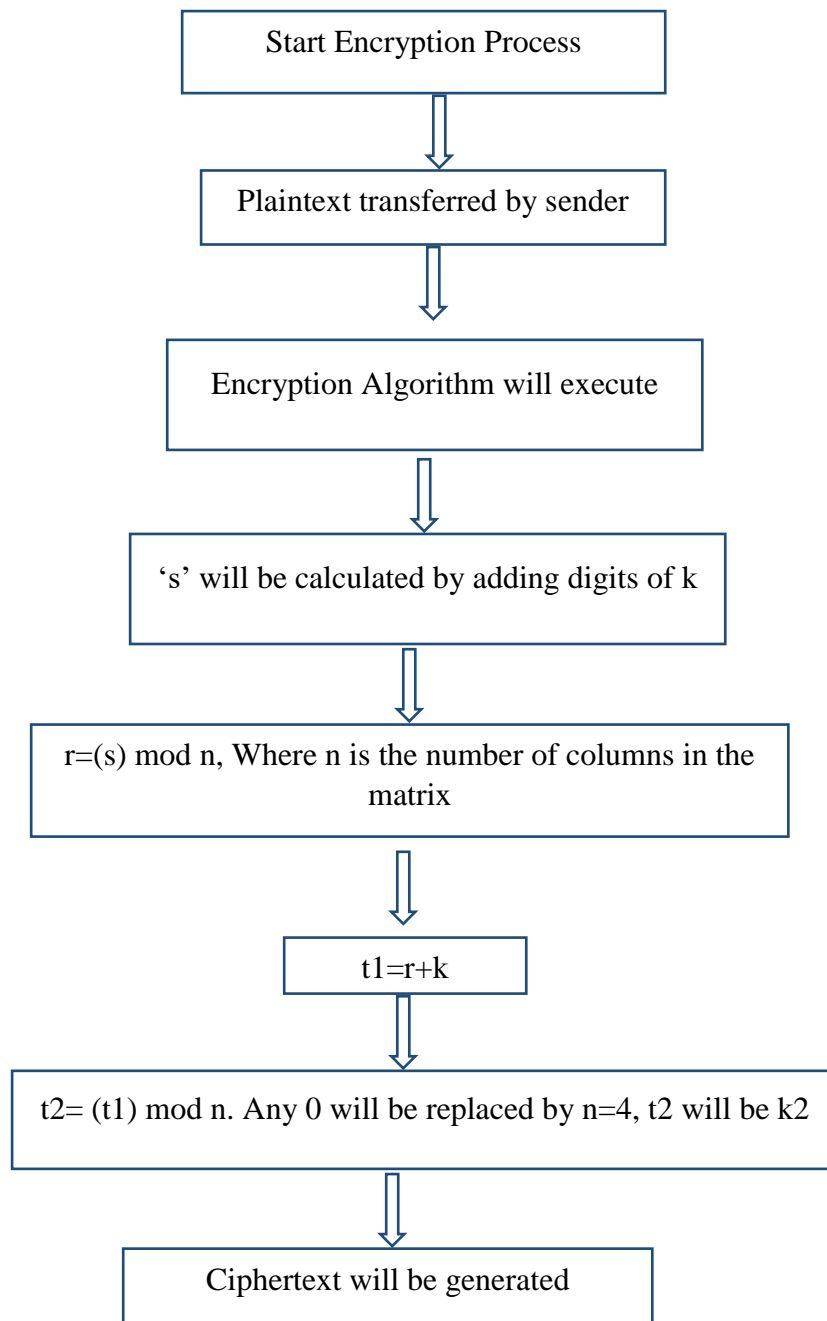 Start Encryption Process
Plaintext transferred by sender
Encryption Algorithm will execute
‘s’ will be calculated by adding digits of k
r=(s) mod n, Where n is the number of columns in the
matrix
t1=r+k
t2= (t1) mod n. Any 0 will be replaced by n=4, t2 will be k2
Ciphertext will be generated